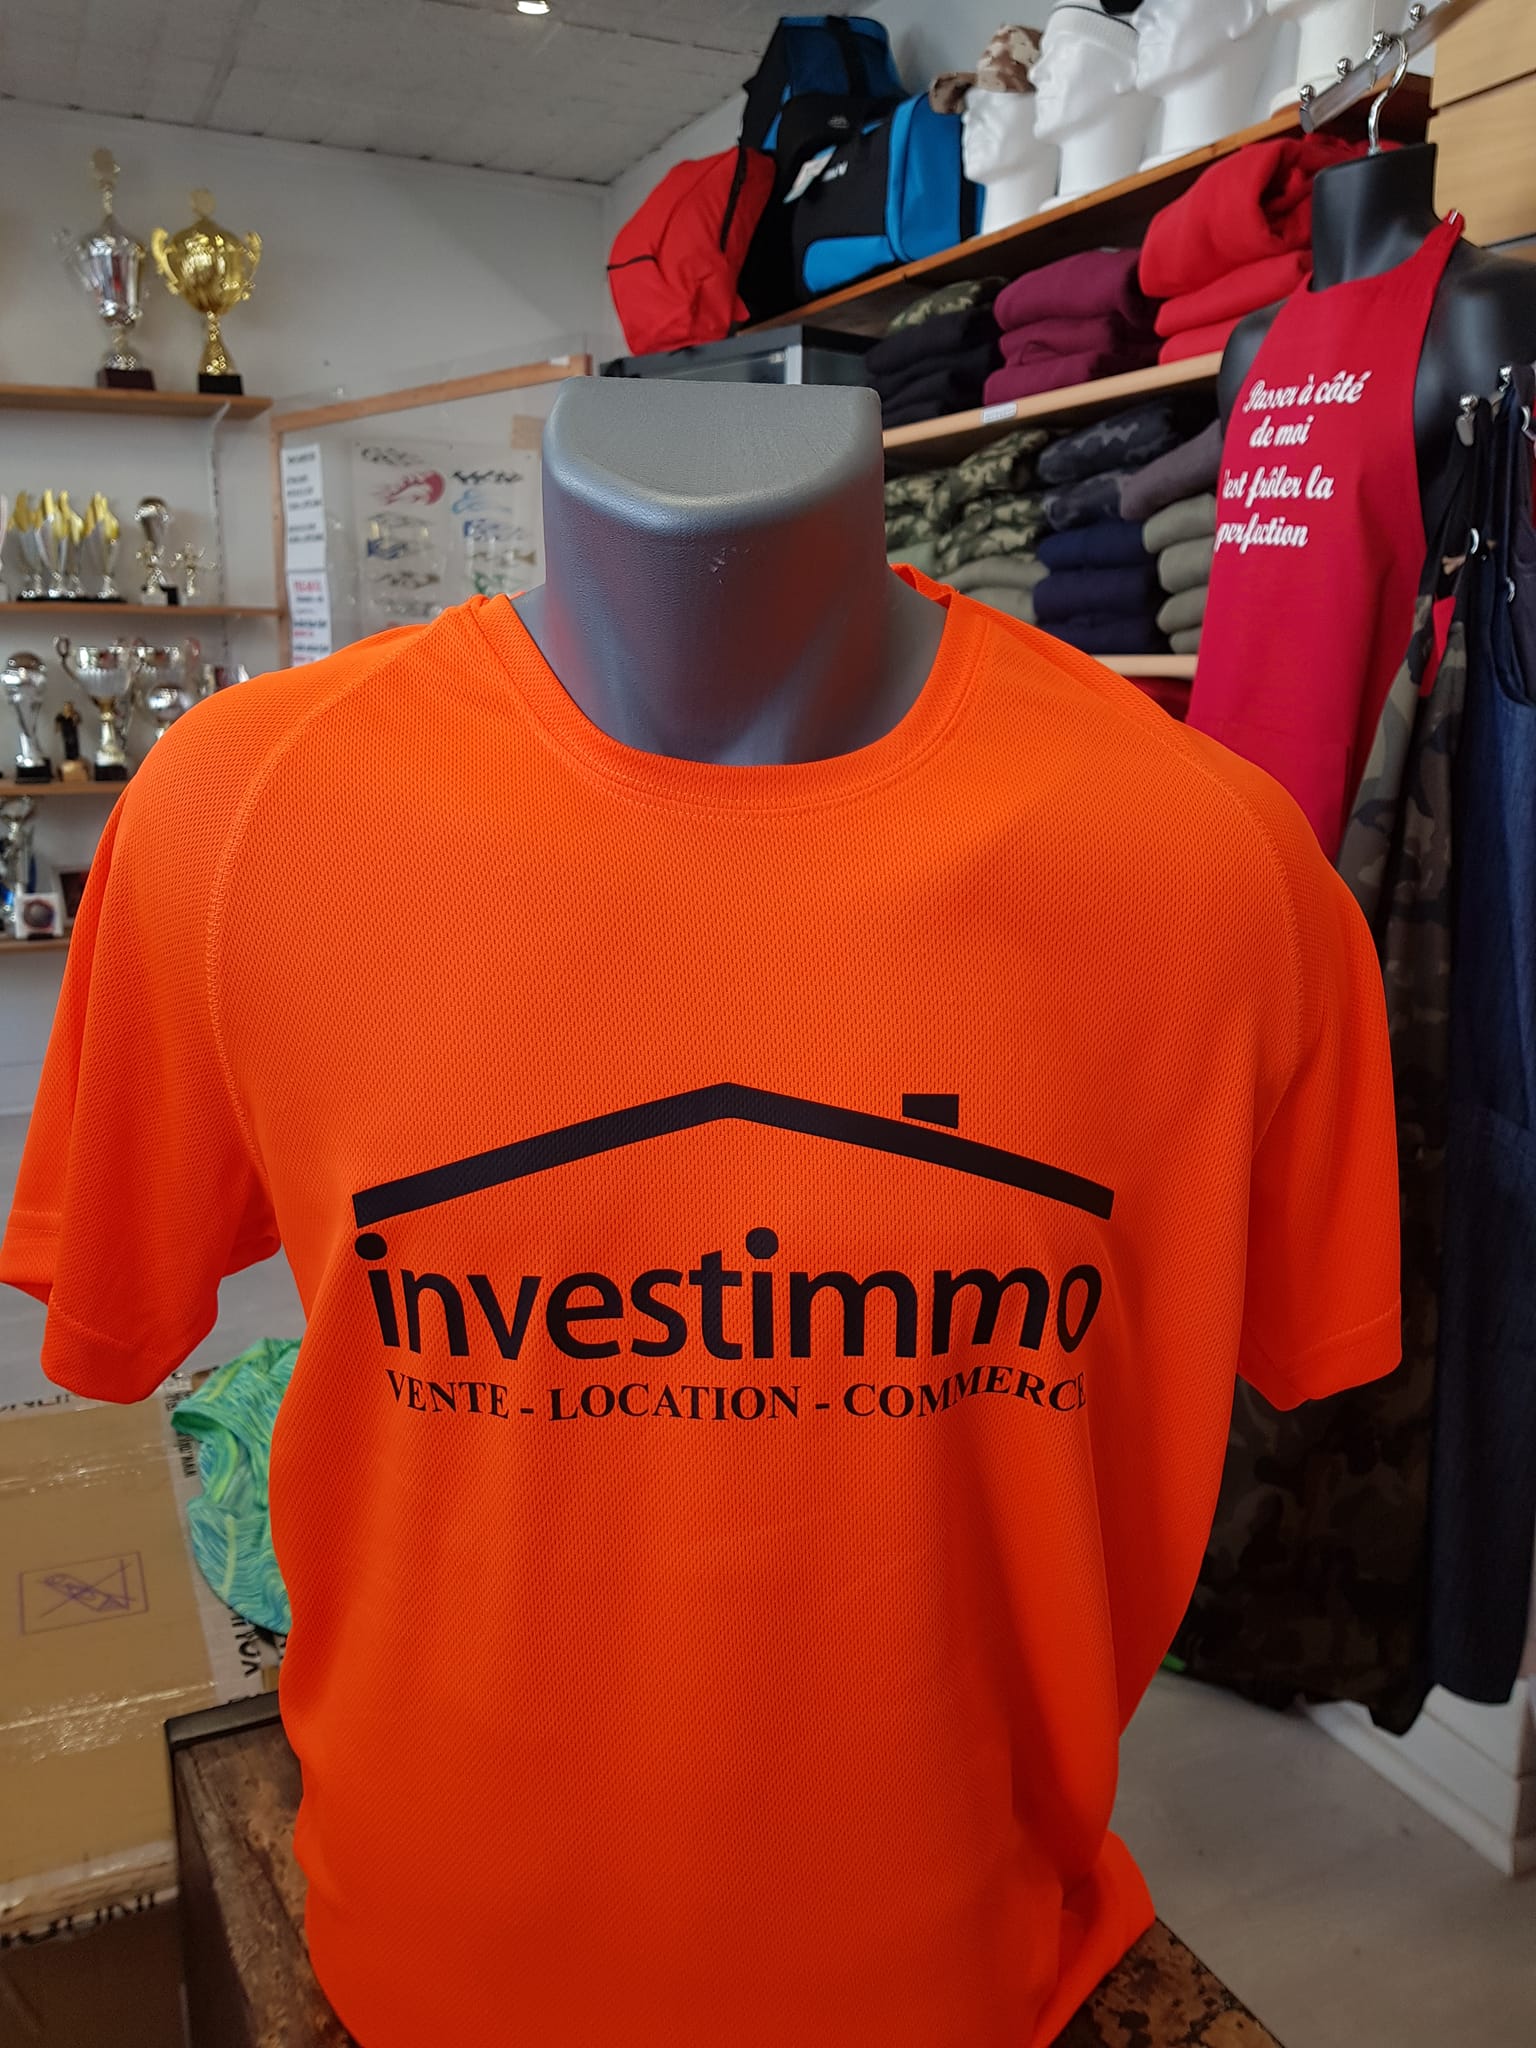 investimmo
VENTE - LOCATION - COMMERCE
Passer à côté
de moi
'est frôler la
perfection